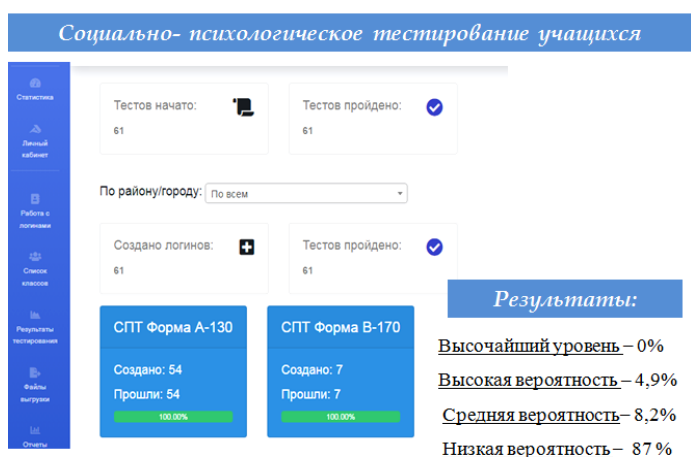 Социально- психологическое тестирование учащихся
Статистика
Личный
кабинет
Работа с
логинами
Список
классов
Результаты
тестирования
Файлы
выгрузки
Отчеты
Тестов начато:
61
Тестов пройдено:
61
По району/городу: По всем
Создано логинов:
61
Тестов пройдено:
61
СПТ Форма А-130
Создано: 54
Прошли: 54
100.00%
СПТ Форма В-170
Создано: 7
Прошли: 7
100.00%
Результаты:
Высочайший уровень – 0%
Высокая вероятность – 4,9%
Средняя вероятность– 8,2%
Низкая вероятность – 87 %